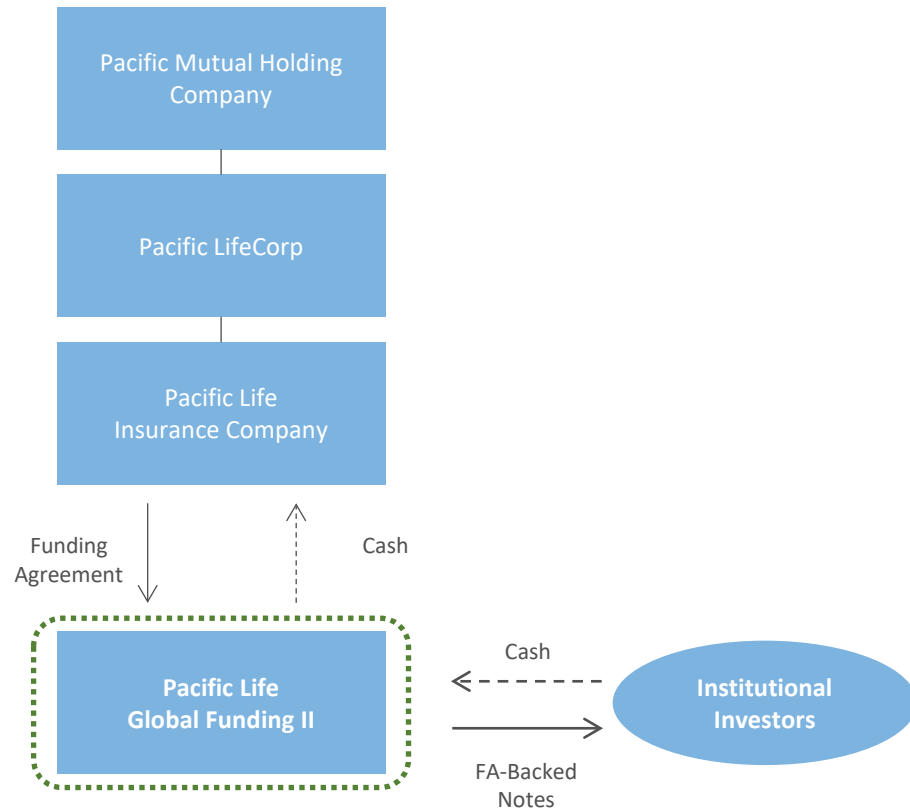 Pacific Mutual Holding
Company
Pacific LifeCorp
Pacific Life
Insurance Company
Funding
Agreement
Cash
Pacific Life
Global Funding II
Cash
FA-Backed
Notes
Institutional
Investors